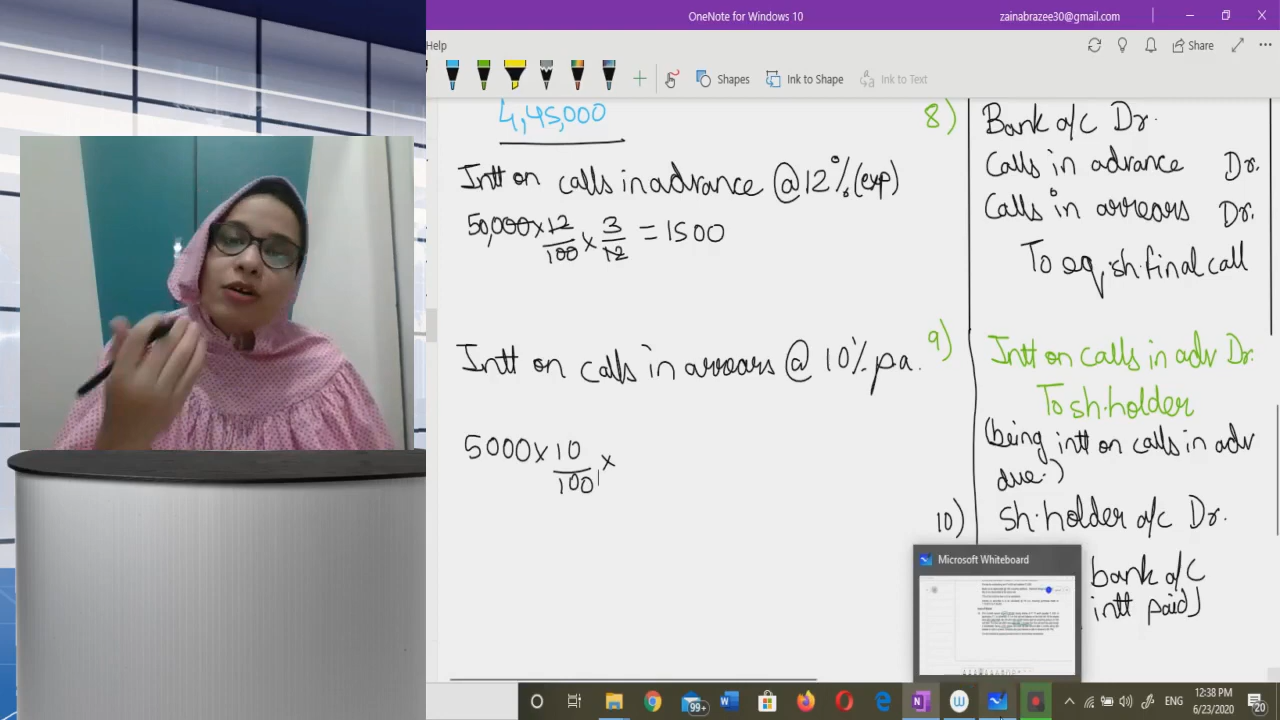 OneNote for Windows 10
zainabrazee30@gmail.com
Help
Share
Shapes
Ink to Shape
Ink to Text
4,45,000
Intt on calls in advance @ 12% (exp)
50,000 x 12/100 x 3/12 = 1500
Intt on calls in arrears @ 10% pa.
5000 x 10/100 x
8) Bank a/c Dr.
Calls in advance Dr.
Calls in arrears Dr.
To eq. sh. final call
9) Intt on calls in adv Dr.
To sh. holder
(being intt on calls in adv
due.)
10) sh. holder a/c Dr.
bank a/c
intt paid)
Microsoft Whiteboard
99+
ENG
12:38 PM
6/23/2020
20